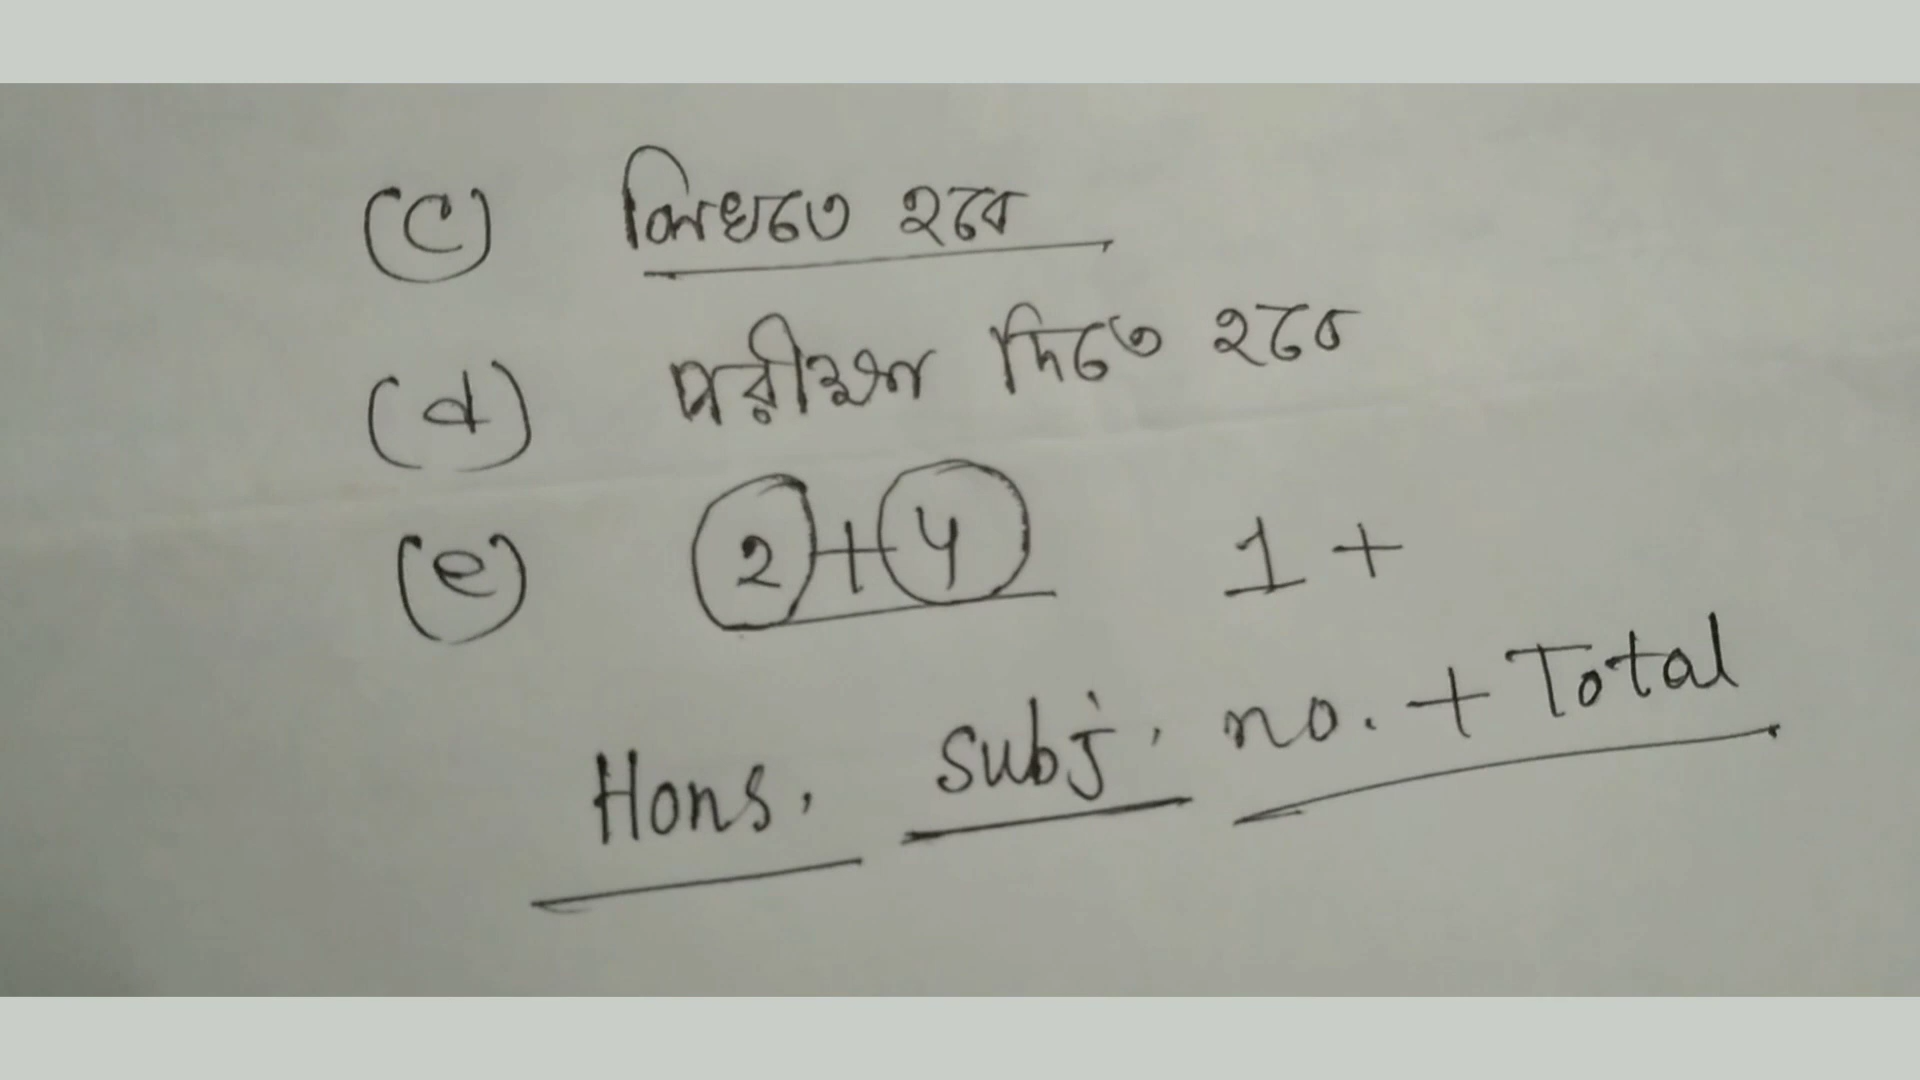 (c) লিখতে হবে
(d) পরীক্ষা দিতে হবে
(e) 2+4 1+
Hons. subj. no. + Total